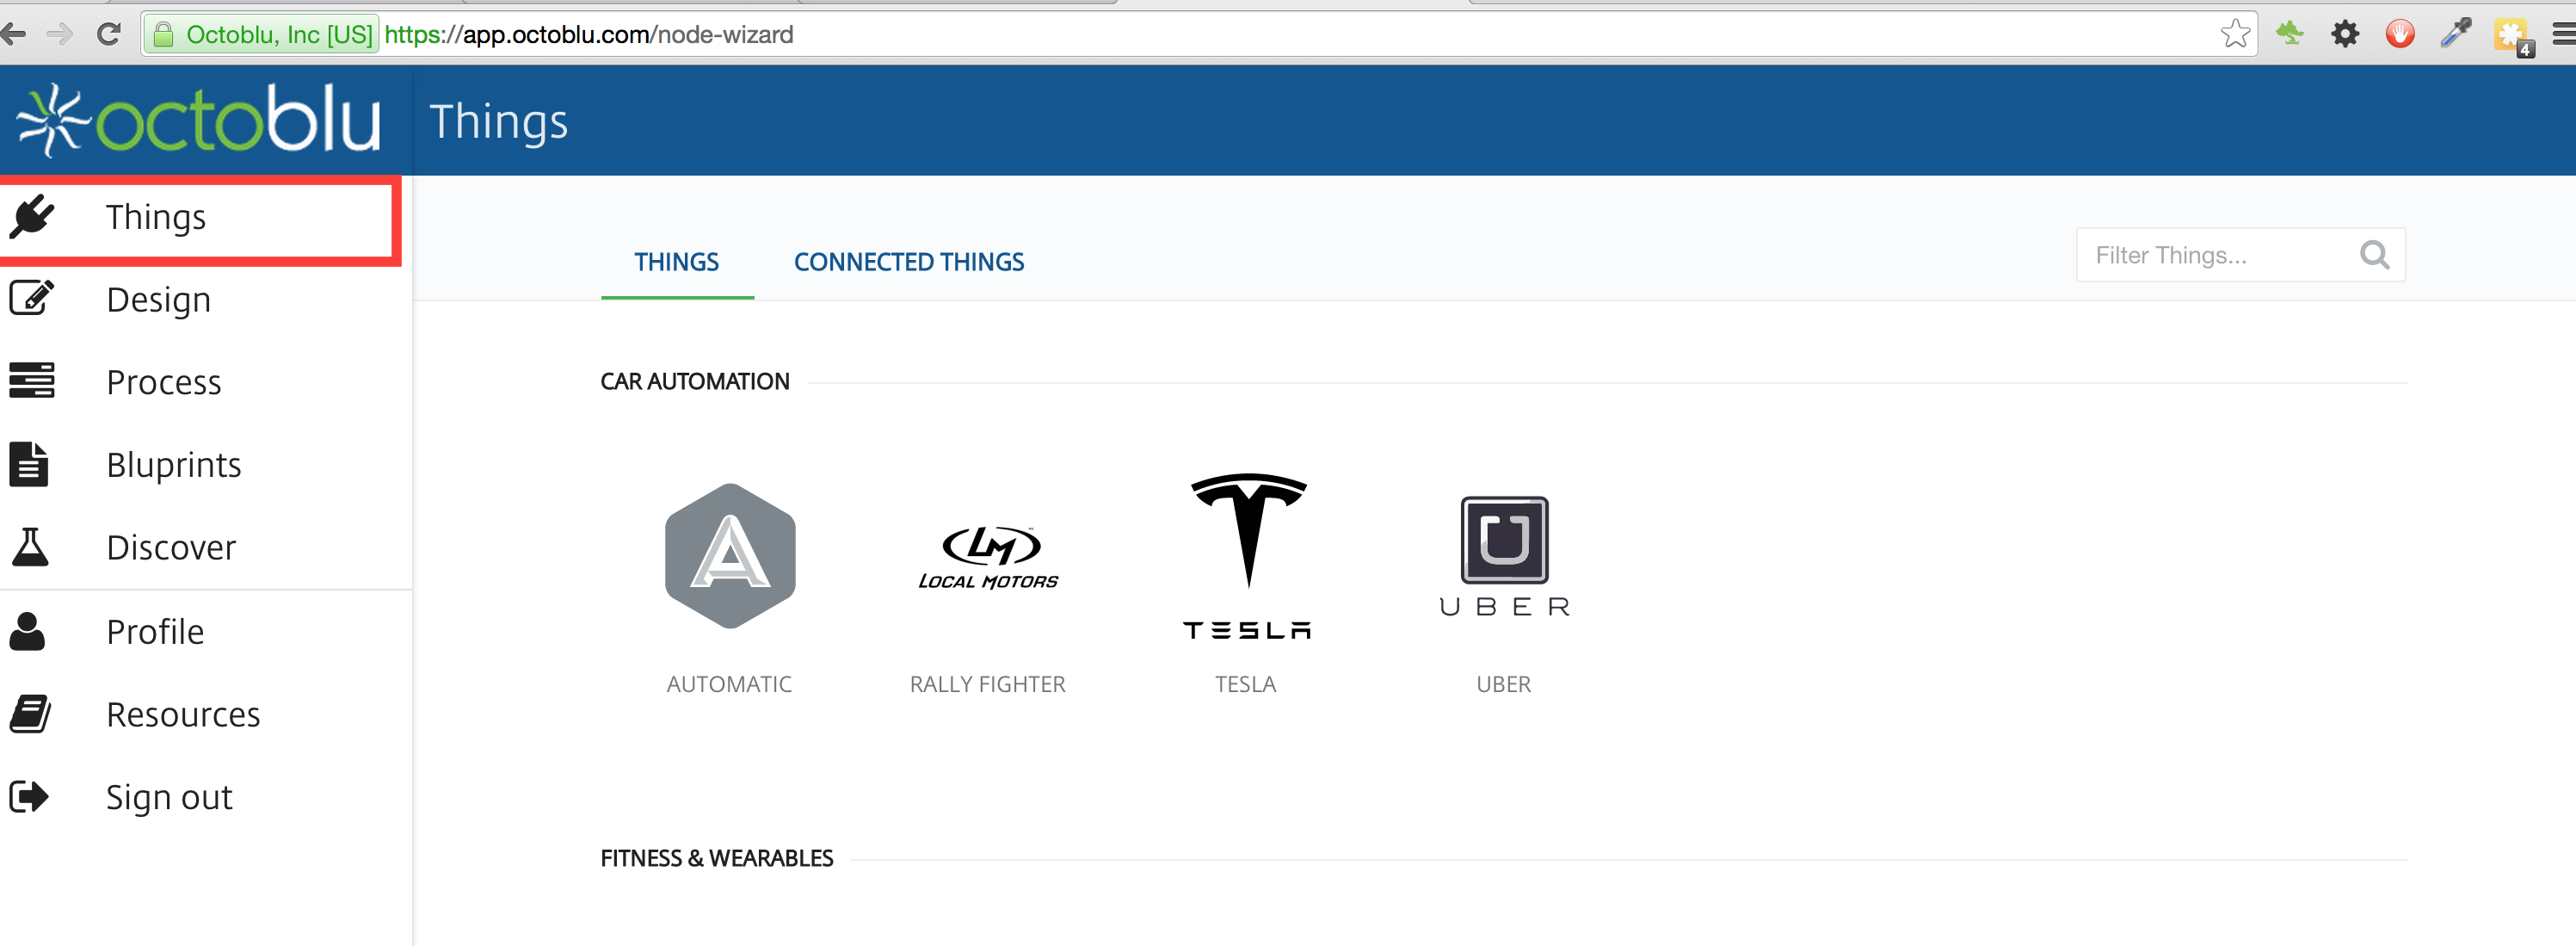 Octoblu, Inc [US] https://app.octoblu.com/node-wizard
4
octoblu
Things
Things
Design
Process
Bluprints
Discover
Profile
Resources
Sign out
THINGS
CONNECTED THINGS
Filter Things...
CAR AUTOMATION
A
LM
LOCAL MOTORS
TESLA
U
UBER
AUTOMATIC
RALLY FIGHTER
TESLA
UBER
FITNESS & WEARABLES